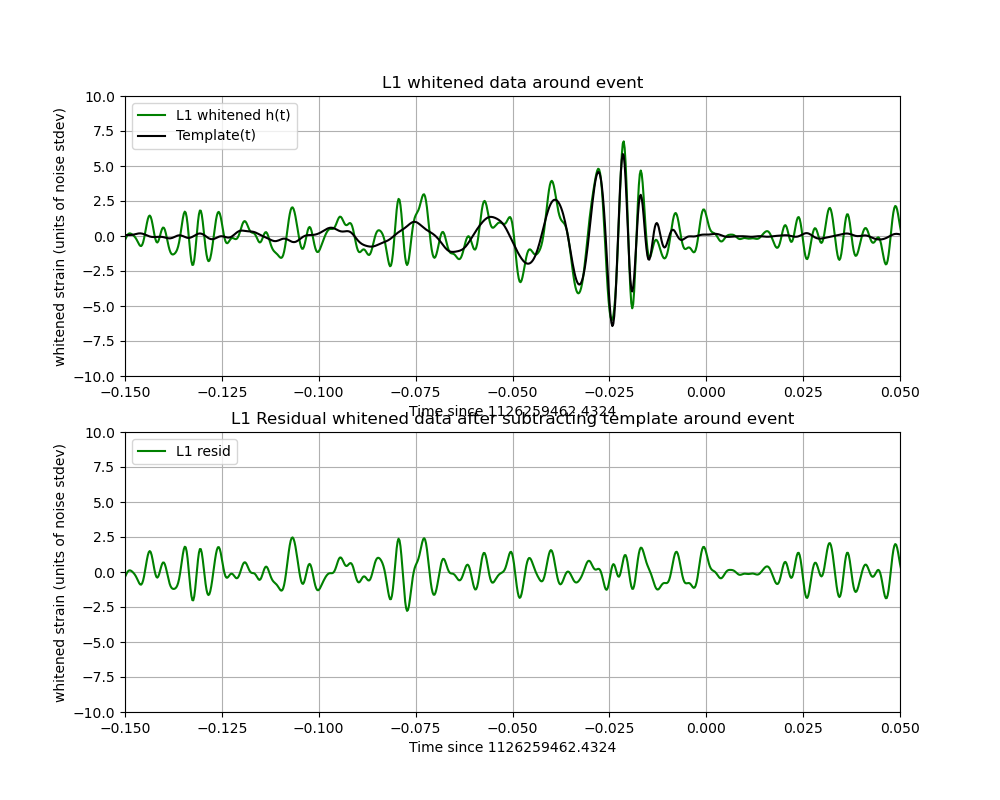 L1 whitened data around event
whitened strain (units of noise stdev)
10.0
7.5
5.0
2.5
0.0
−2.5
−5.0
−7.5
−10.0
L1 whitened h(t)
Template(t)
−0.150 −0.125 −0.100 −0.075 −0.050 −0.025 0.000 0.025 0.050
Time since 1126259462.4324
L1 Residual whitened data after subtracting template around event
whitened strain (units of noise stdev)
10.0
7.5
5.0
2.5
0.0
−2.5
−5.0
−7.5
−10.0
L1 resid
−0.150 −0.125 −0.100 −0.075 −0.050 −0.025 0.000 0.025 0.050
Time since 1126259462.4324